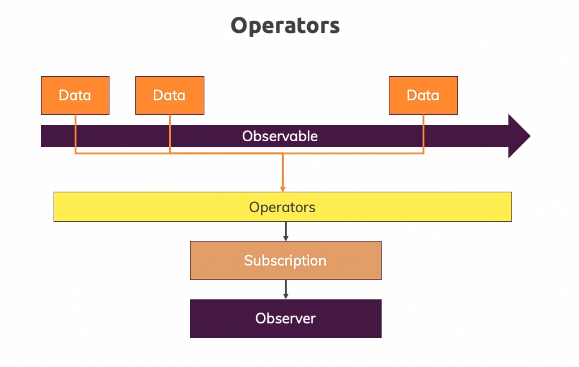 Operators
Data
Data
Data
Observable
Operators
Subscription
Observer